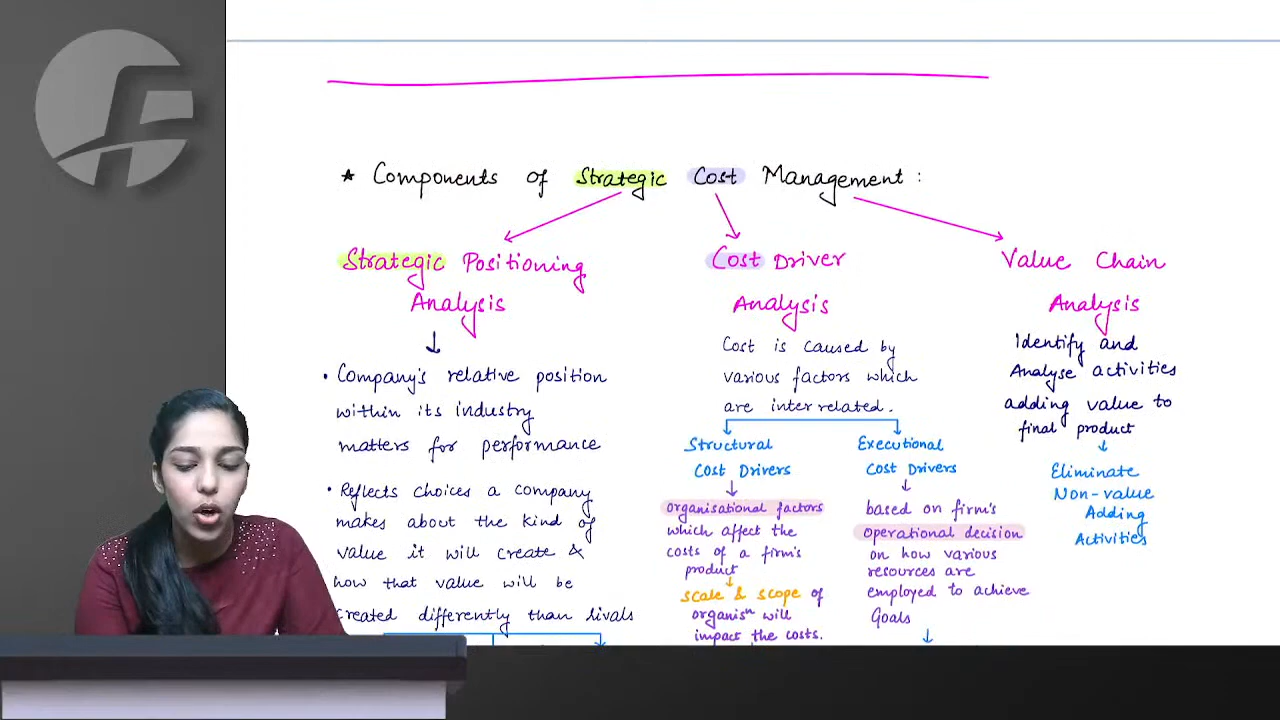 ★ Components of Strategic Cost Management :
Strategic Positioning
Analysis
• Company's relative position
within its industry
matters for performance
• Reflects choices a company
makes about the kind of
value it will create &
how that value will be
created differently than rivals
Cost Driver
Analysis
Cost is caused by
various factors which
are interrelated.
Structural
Cost Drivers
Organisational factors
which affect the
costs of a firm's
product
scale & scope of
organisⁿ will
impact the costs.
Executional
Cost Drivers
based on firm's
operational decision
on how various
resources are
employed to achieve
Goals
Value Chain
Analysis
Identify and
Analyse activities
adding value to
final product
Eliminate
Non-value
Adding
Activities